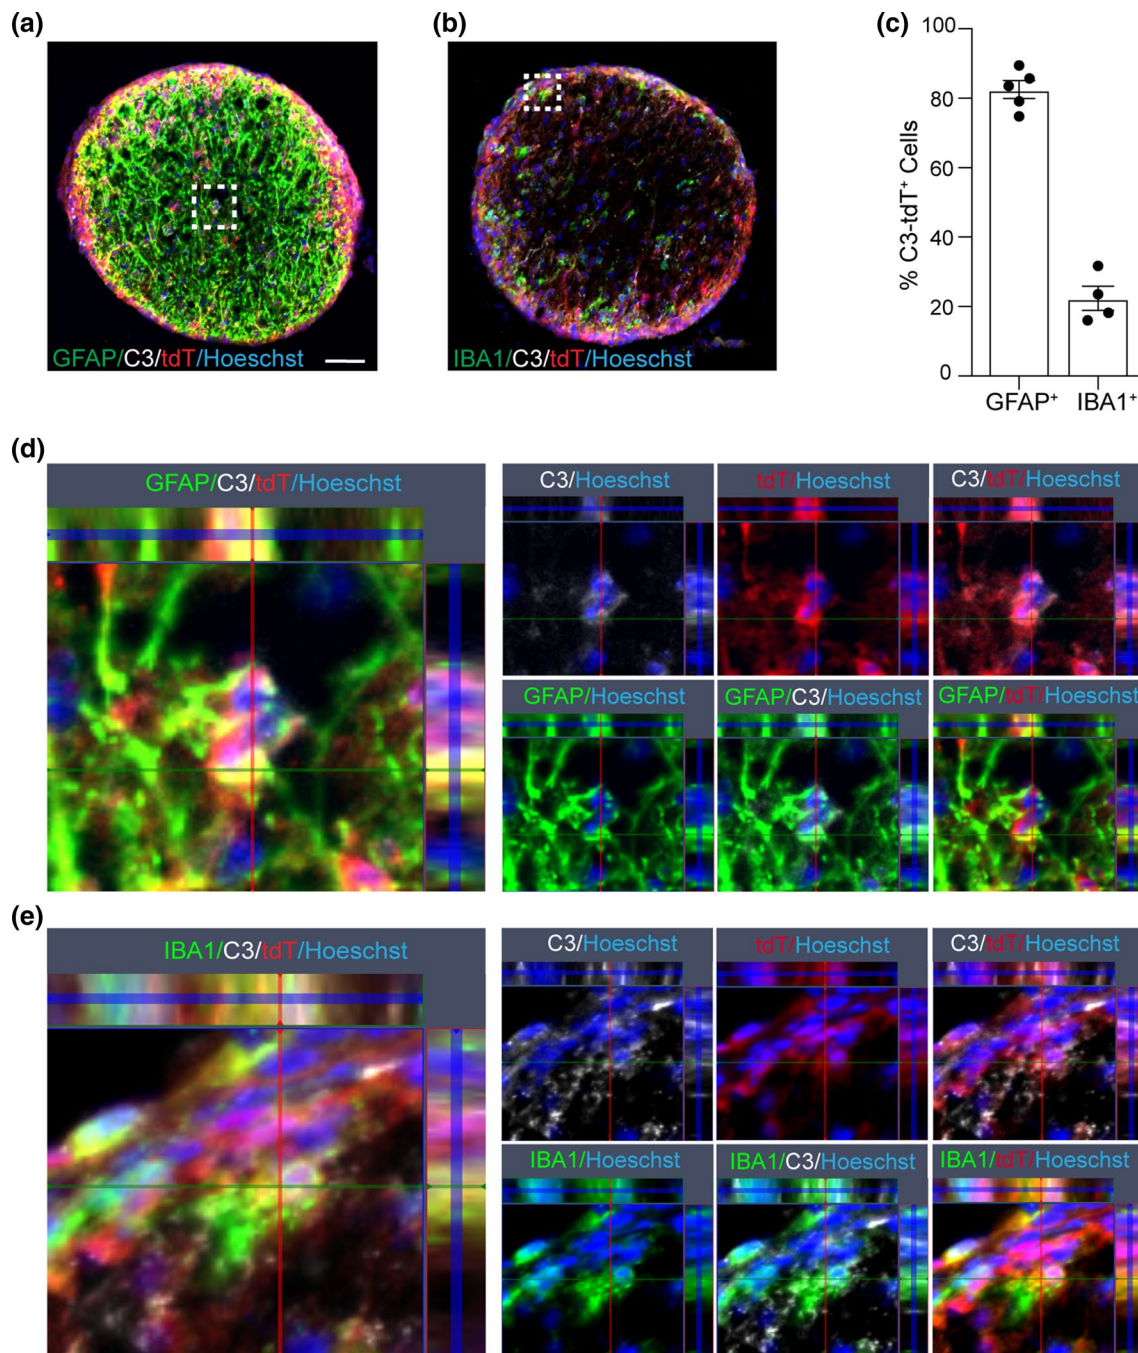 (a)
GFAP/C3/tdT/Hoeschst
(b)
IBA1/C3/tdT/Hoeschst
(c)
% C3-tdT⁺ Cells
100
80
60
40
20
0
GFAP⁺
IBA1⁺
(d)
GFAP/C3/tdT/Hoeschst
C3/Hoeschst
tdT/Hoeschst
C3/tdT/Hoeschst
GFAP/Hoeschst
GFAP/C3/Hoeschst
GFAP/tdT/Hoeschst
(e)
IBA1/C3/tdT/Hoeschst
C3/Hoeschst
tdT/Hoeschst
C3/tdT/Hoeschst
IBA1/Hoeschst
IBA1/C3/Hoeschst
IBA1/tdT/Hoeschst